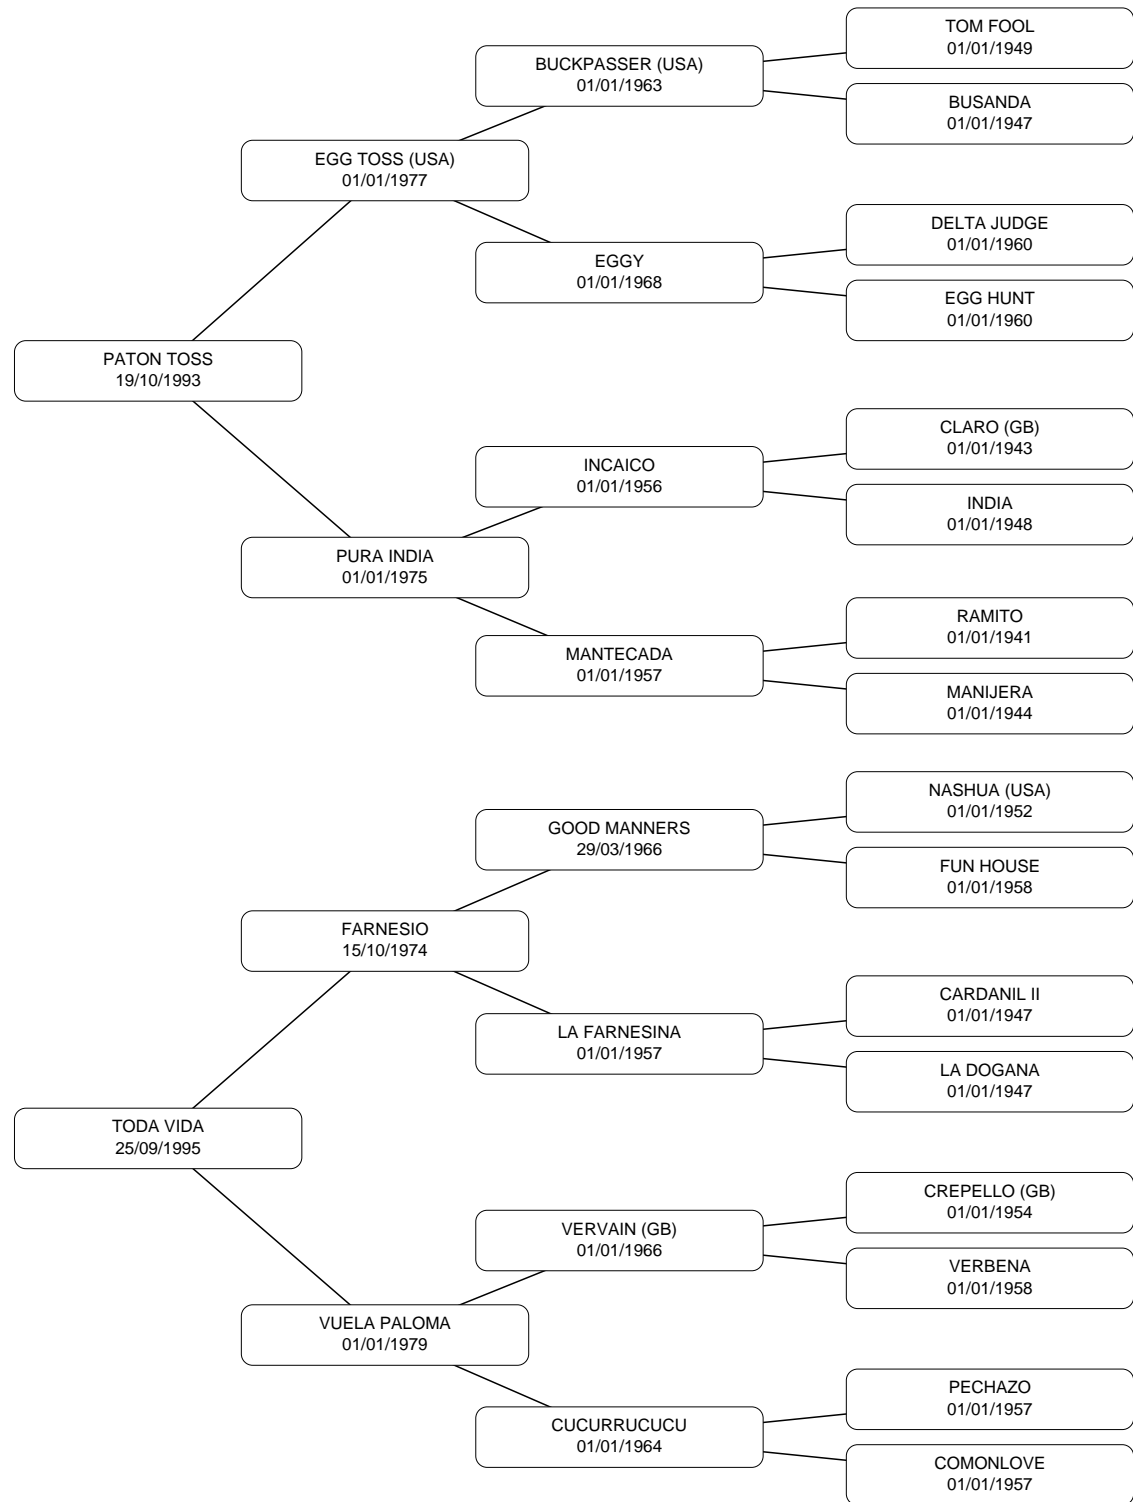 TOM FOOL
01/01/1949
BUCKPASSER (USA)
01/01/1963
BUSANDA
01/01/1947
EGG TOSS (USA)
01/01/1977
DELTA JUDGE
01/01/1960
EGGY
01/01/1968
EGG HUNT
01/01/1960
PATON TOSS
19/10/1993
CLARO (GB)
01/01/1943
INCAICO
01/01/1956
INDIA
01/01/1948
PURA INDIA
01/01/1975
RAMITO
01/01/1941
MANTECADA
01/01/1957
MANIJERA
01/01/1944
NASHUA (USA)
01/01/1952
GOOD MANNERS
29/03/1966
FUN HOUSE
01/01/1958
FARNESIO
15/10/1974
CARDANIL II
01/01/1947
LA FARNESINA
01/01/1957
LA DOGANA
01/01/1947
TODA VIDA
25/09/1995
CREPELLO (GB)
01/01/1954
VERVAIN (GB)
01/01/1966
VERBENA
01/01/1958
VUELA PALOMA
01/01/1979
PECHAZO
01/01/1957
CUCURRUCUCU
01/01/1964
COMONLOVE
01/01/1957